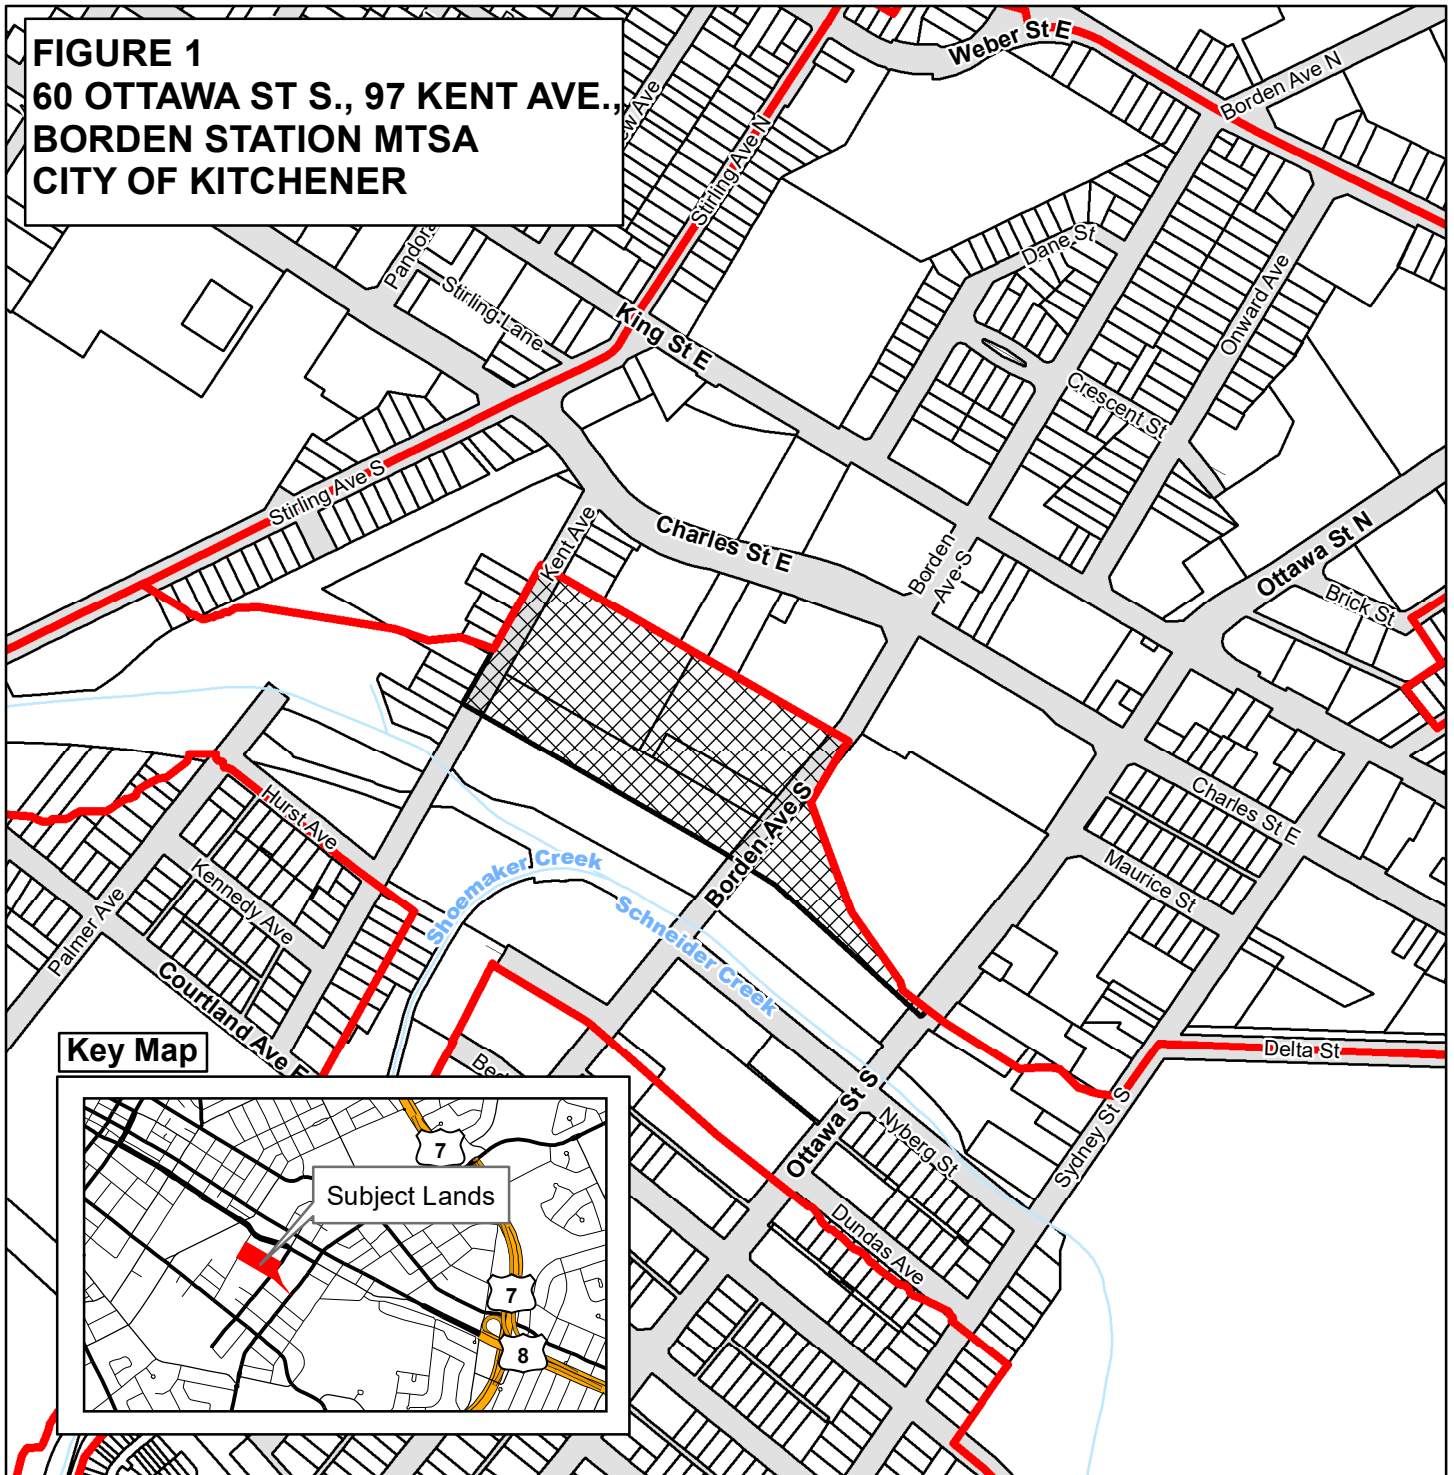 FIGURE 1
60 OTTAWA ST S., 97 KENT AVE.,
BORDEN STATION MTSA
CITY OF KITCHENER
Weber St E
Borden Ave N
Stirling Ave N
Pandora
Stirling Lane
King St E
Dane St
Onward Ave
Crescent St
Stirling Ave S
Kent Ave
Charles St E
Borden
Ave S
Ottawa St N
Brick St
Charles St E
Maurice St
Hurst Ave
Kennedy Ave
Palmer Ave
Courtland Ave E
Borden Ave S
Shoemaker Creek
Schneider Creek
Delta St
Ottawa St S
Nyberg St
Sydney St S
Dundas Ave
Key Map
7
Subject Lands
7
8